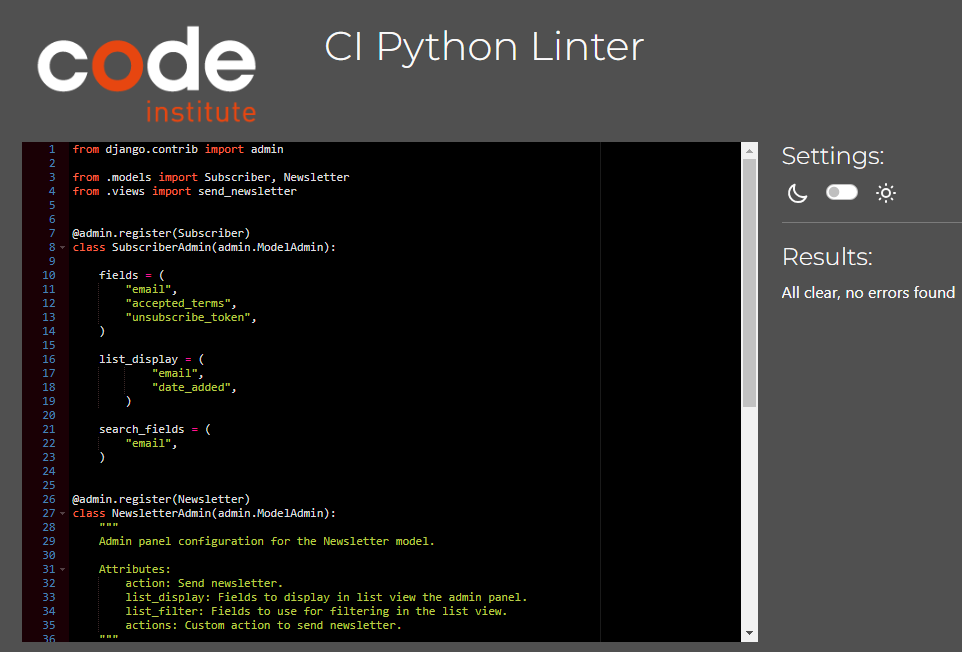 code
institute
CI Python Linter
1 from django.contrib import admin
2
3 from .models import Subscriber, Newsletter
4 from .views import send_newsletter
5
6
7 @admin.register(Subscriber)
8 class SubscriberAdmin(admin.ModelAdmin):
9
10     fields = (
11         "email",
12         "accepted_terms",
13         "unsubscribe_token",
14     )
15
16     list_display = (
17             "email",
18             "date_added",
19         )
20
21     search_fields = (
22         "email",
23     )
24
25
26 @admin.register(Newsletter)
27 class NewsletterAdmin(admin.ModelAdmin):
28     """
29     Admin panel configuration for the Newsletter model.
30
31     Attributes:
32         action: Send newsletter.
33         list_display: Fields to display in list view the admin panel.
34         list_filter: Fields to use for filtering in the list view.
35         actions: Custom action to send newsletter.
36     """
Settings:
Results:
All clear, no errors found